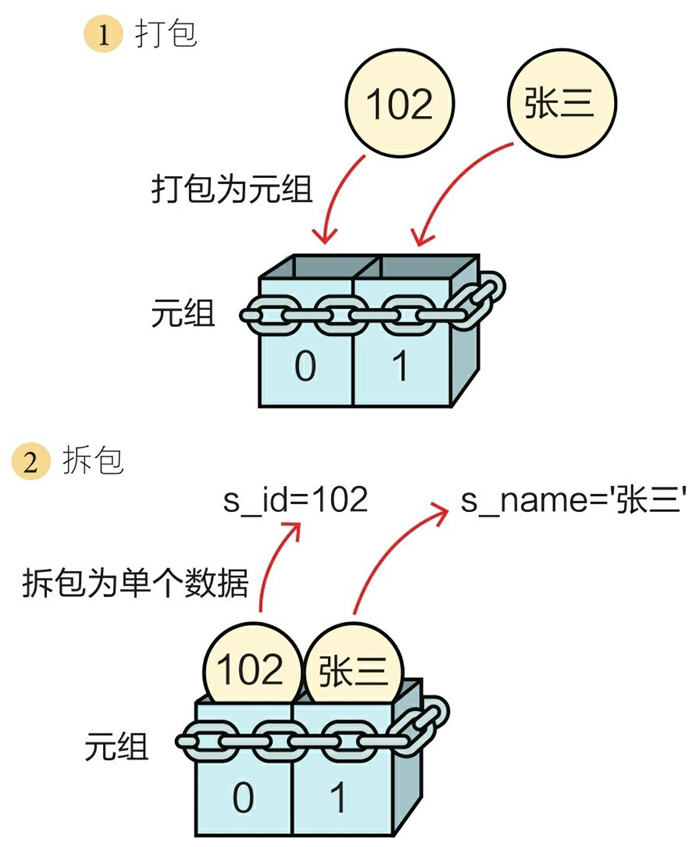 1 打包
102 张三
打包为元组
元组
0 1
2 拆包
s_id=102 s_name='张三'
拆包为单个数据
102 张三
元组
0 1